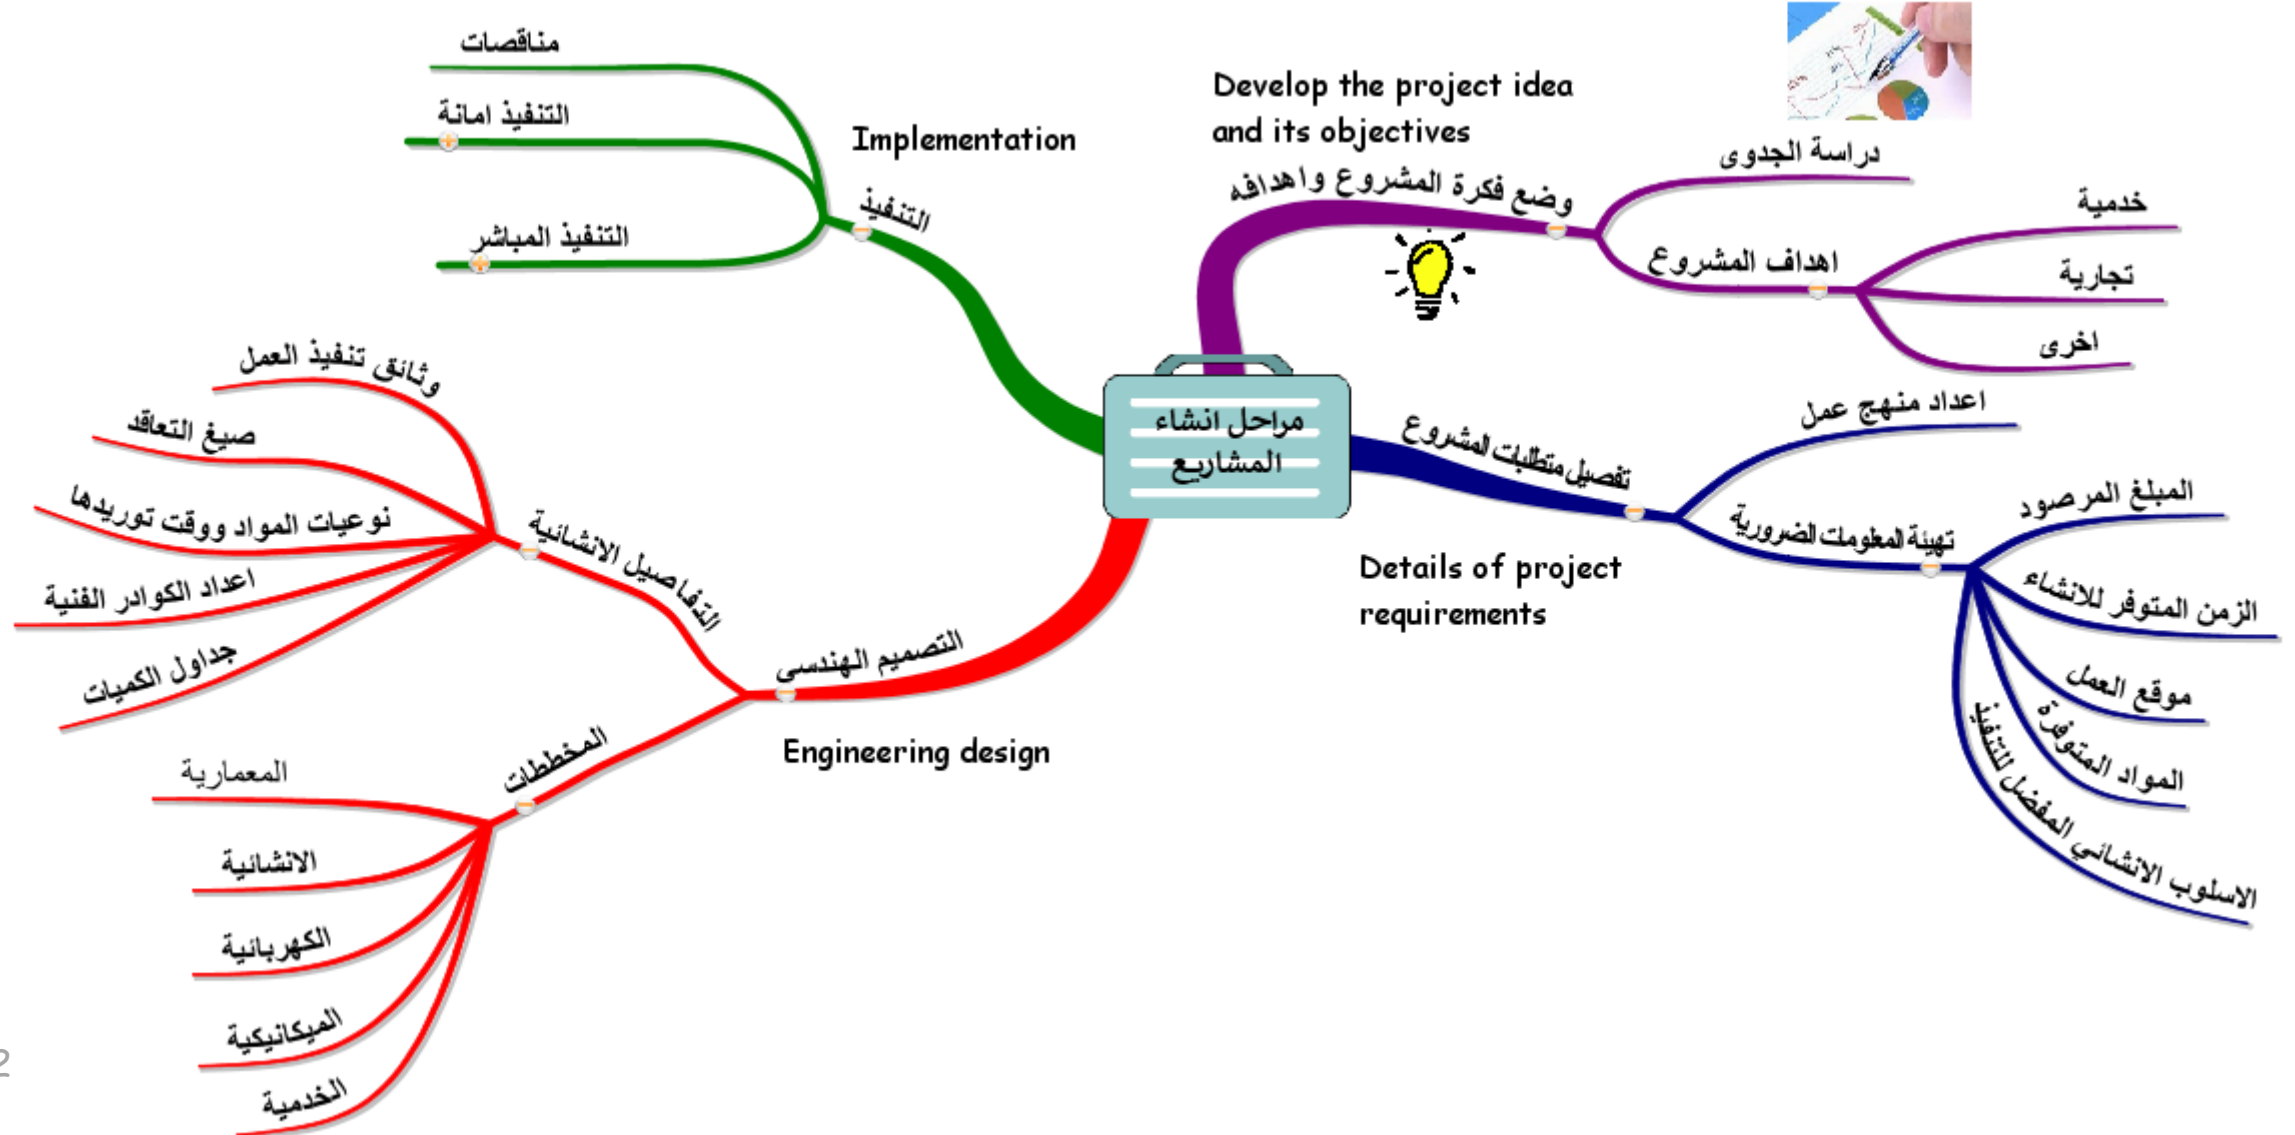 مراحل انشاء
المشاريع
Develop the project idea
and its objectives
وضع فكرة المشروع واهدافه
دراسة الجدوى
اهداف المشروع
خدمية
تجارية
اخرى
تفصيل متطلبات المشروع
Details of project
requirements
اعداد منهج عمل
تهيئة المعلومات الضرورية
المبلغ المرصود
الزمن المتوفر للانشاء
موقع العمل
المواد المتوفرة
الاسلوب الانشائي المفضل للتنفيذ
التصميم الهندسي
Engineering design
التفاصيل الانشائية
وثائق تنفيذ العمل
صيغ التعاقد
نوعيات المواد ووقت توريدها
اعداد الكوادر الفنية
جداول الكميات
المخططات
المعمارية
الانشائية
الكهربائية
الميكانيكية
الخدمية
Implementation
التنفيذ
مناقصات
التنفيذ امانة
التنفيذ المباشر
2